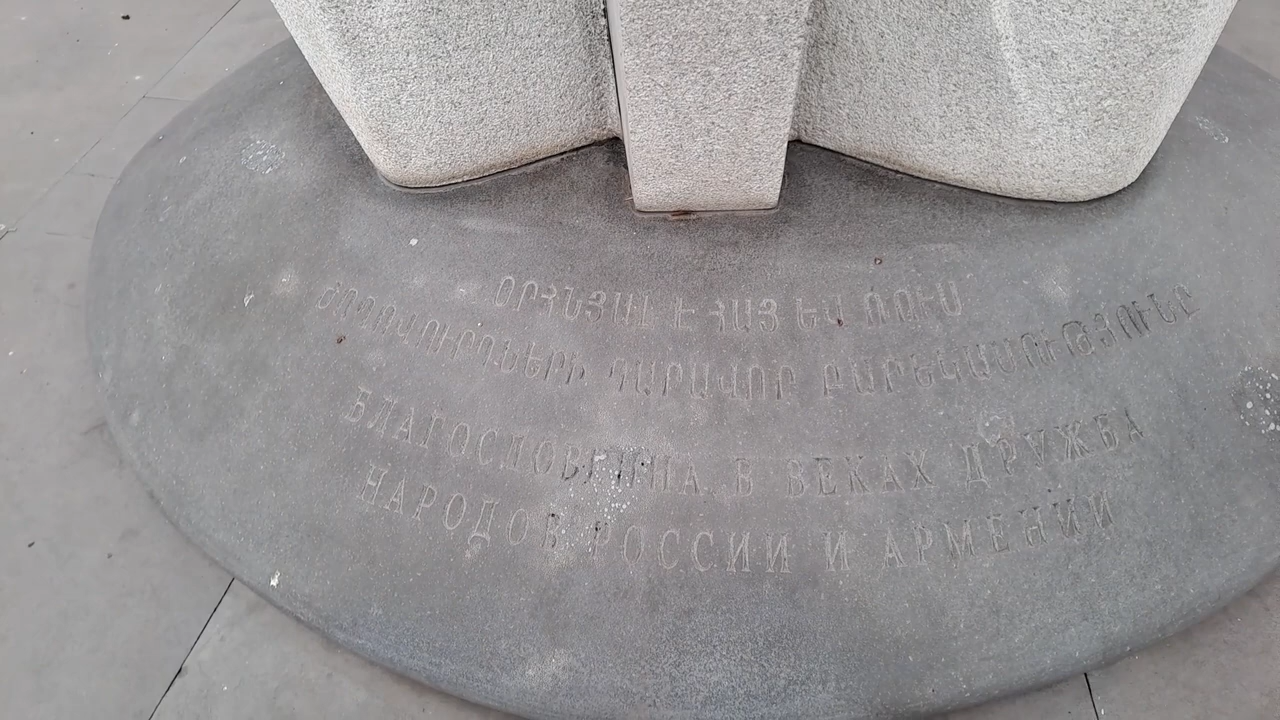 ՕՐՀՆՅԱԼ Է ՀԱՅ ԵՎ ՌՈՒՍ
ԺՈՂՈՎՈՒՐԴՆԵՐԻ ԴԱՐԱՎՈՐ ԲԱՐԵԿԱՄՈՒԹՅՈՒՆԸ
БЛАГОСЛОВЕННА В ВЕКАХ ДРУЖБА
НАРОДОВ РОССИИ И АРМЕНИИ